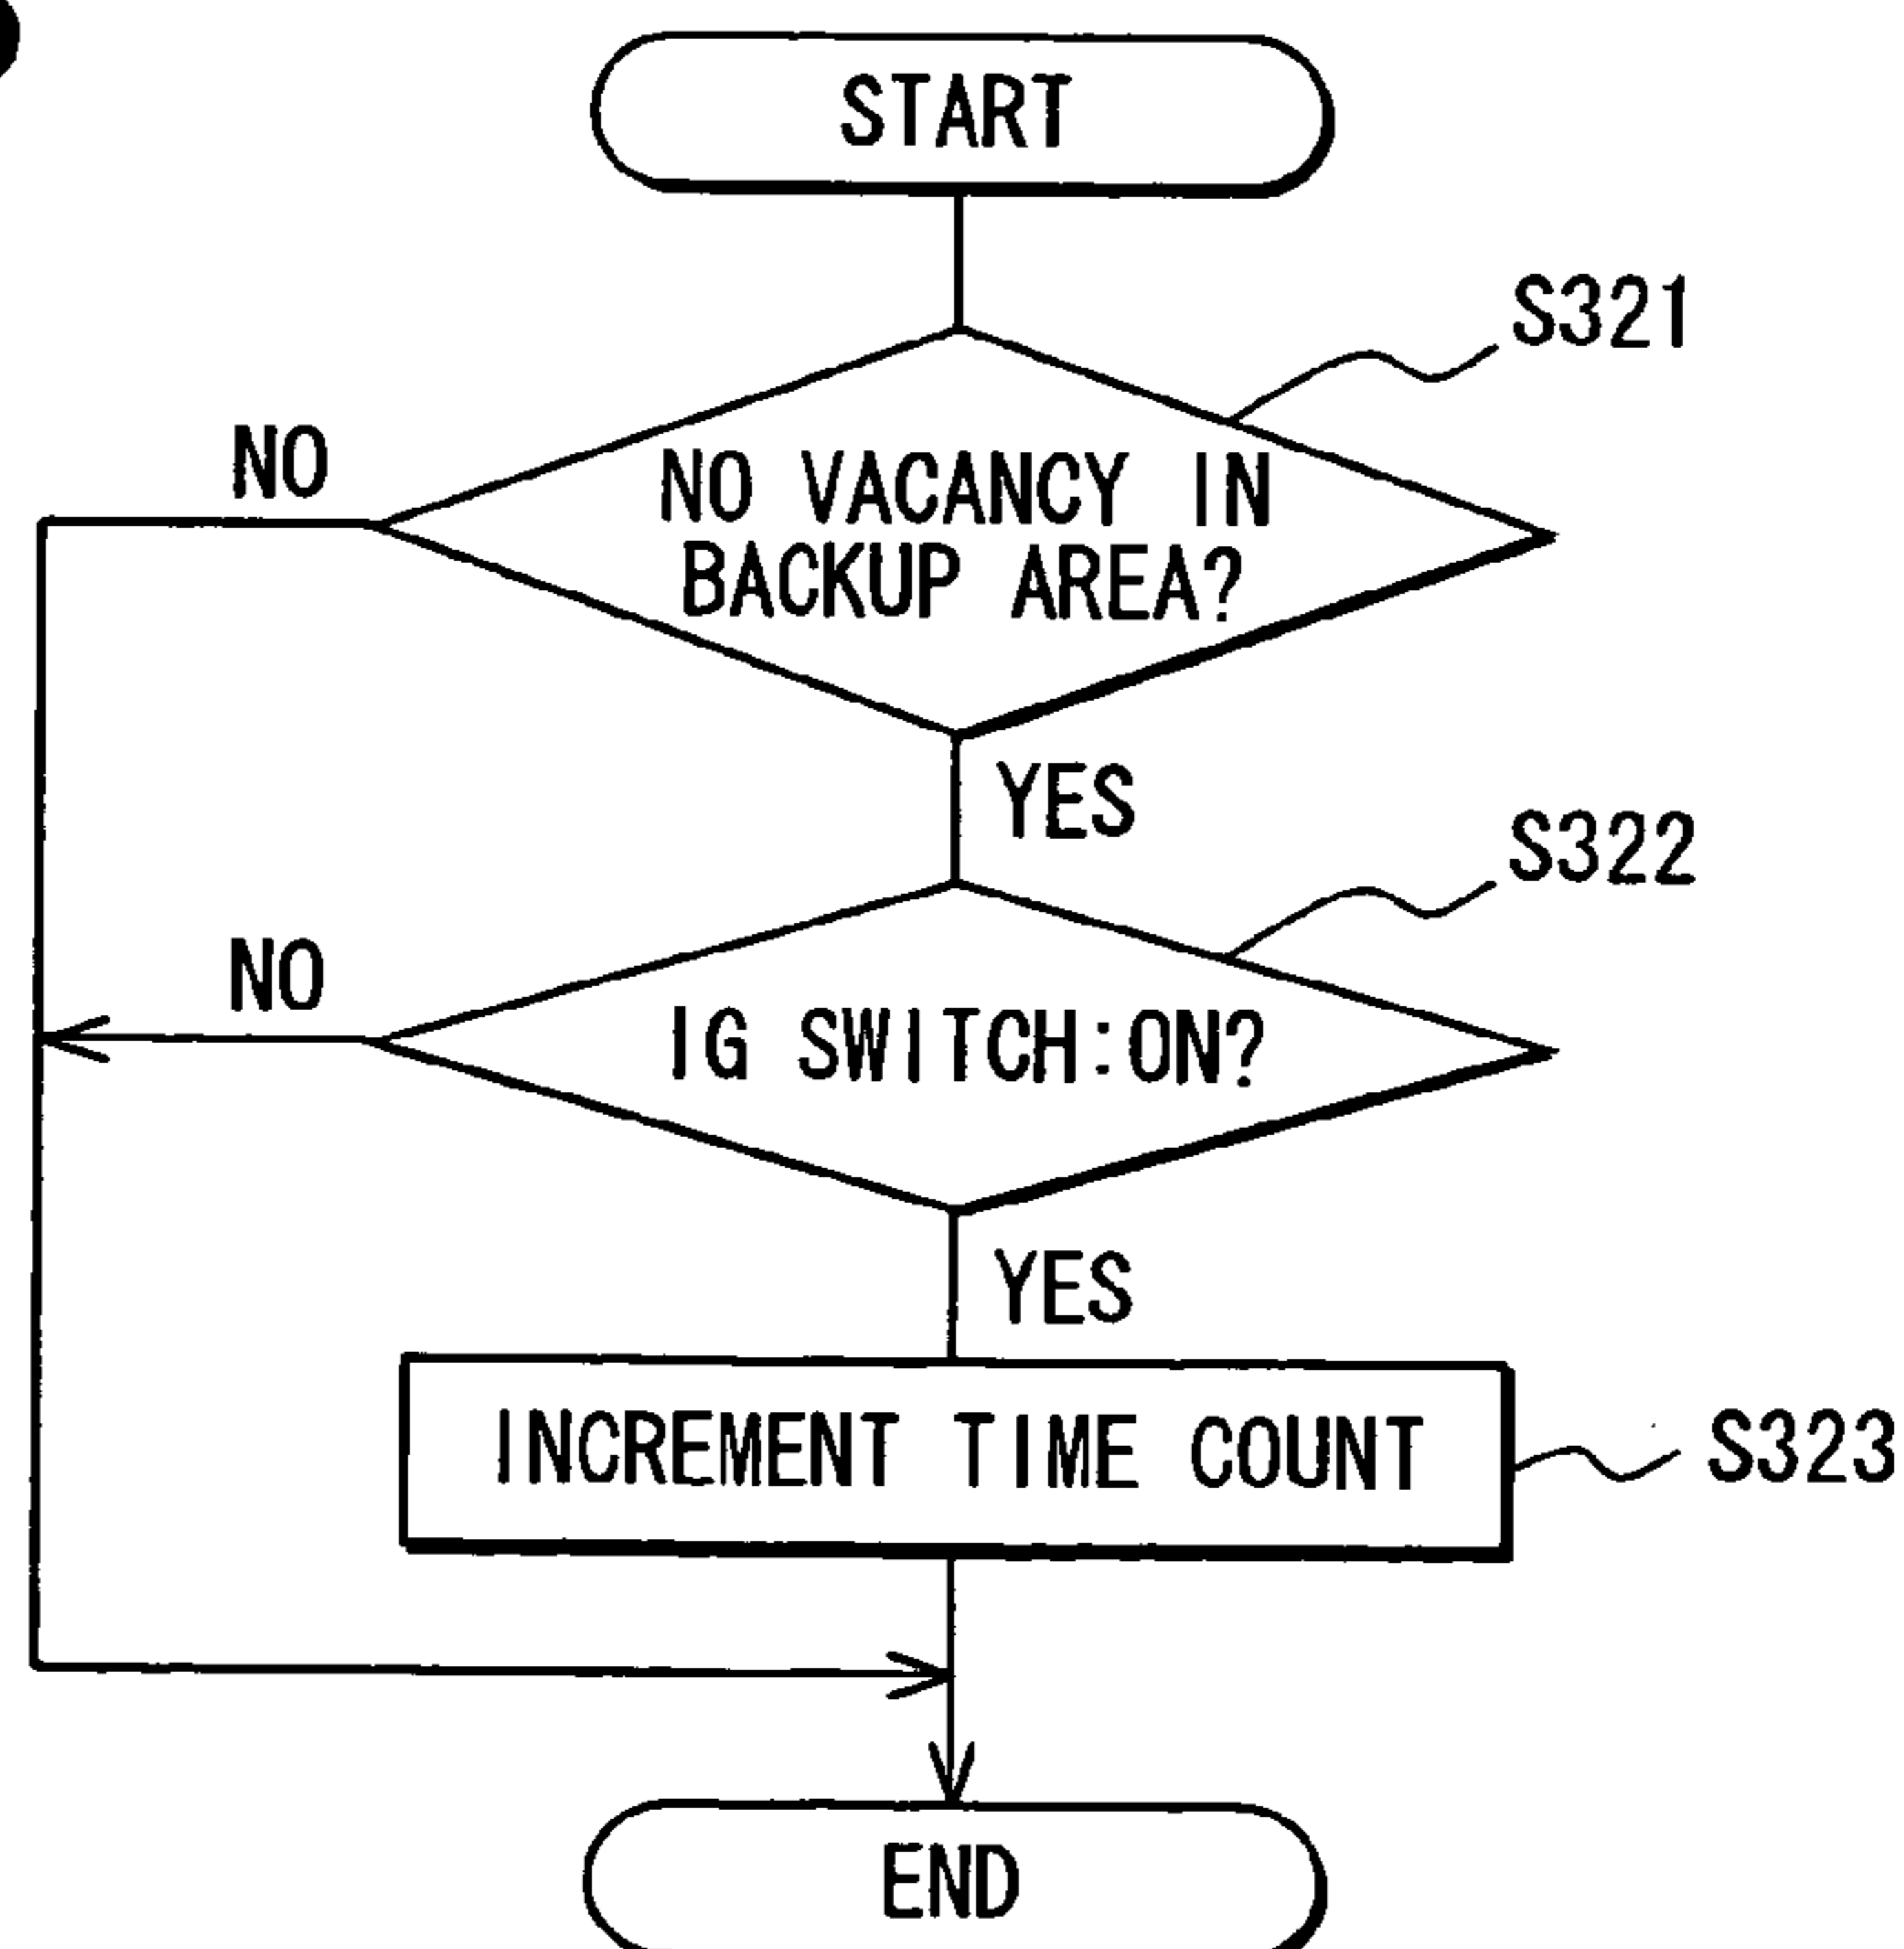 START
S321
NO
NO VACANCY IN
BACKUP AREA?
YES
S322
NO
IG SWITCH:ON?
YES
INCREMENT TIME COUNT
S323
END